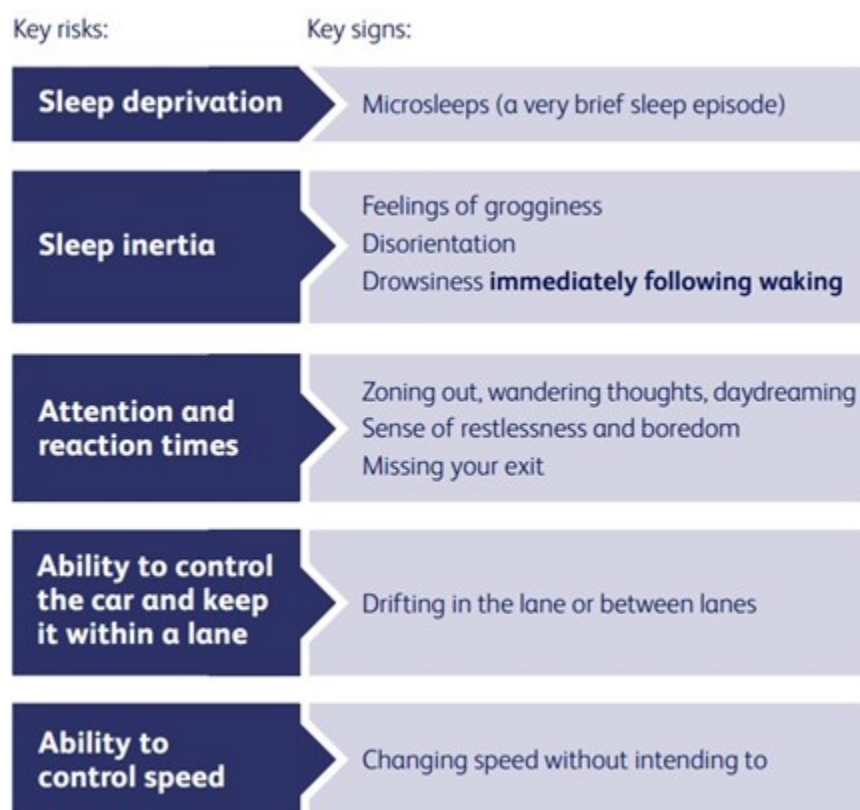 Key risks:
Key signs:
Sleep deprivation
Microsleeps (a very brief sleep episode)
Sleep inertia
Feelings of grogginess
Disorientation
Drowsiness immediately following waking
Attention and
reaction times
Zoning out, wandering thoughts, daydreaming
Sense of restlessness and boredom
Missing your exit
Ability to control
the car and keep
it within a lane
Drifting in the lane or between lanes
Ability to
control speed
Changing speed without intending to